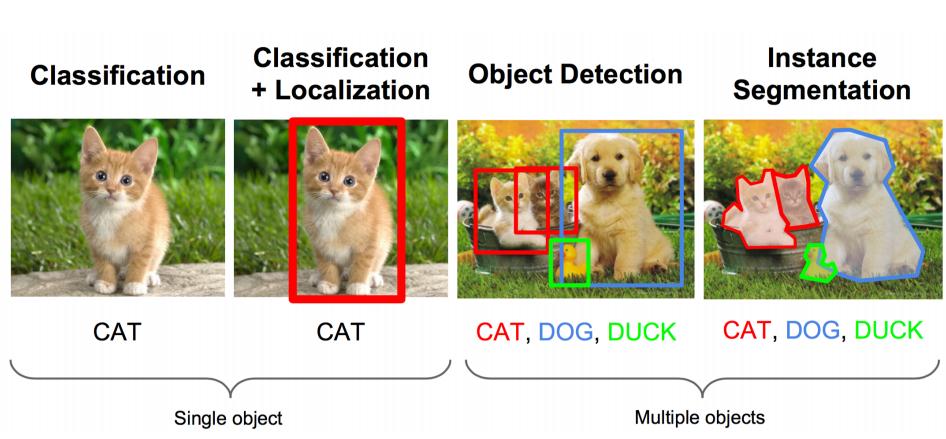 Classification
Classification
+ Localization
Object Detection
Instance
Segmentation
CAT
CAT
CAT, DOG, DUCK
CAT, DOG, DUCK
Single object
Multiple objects